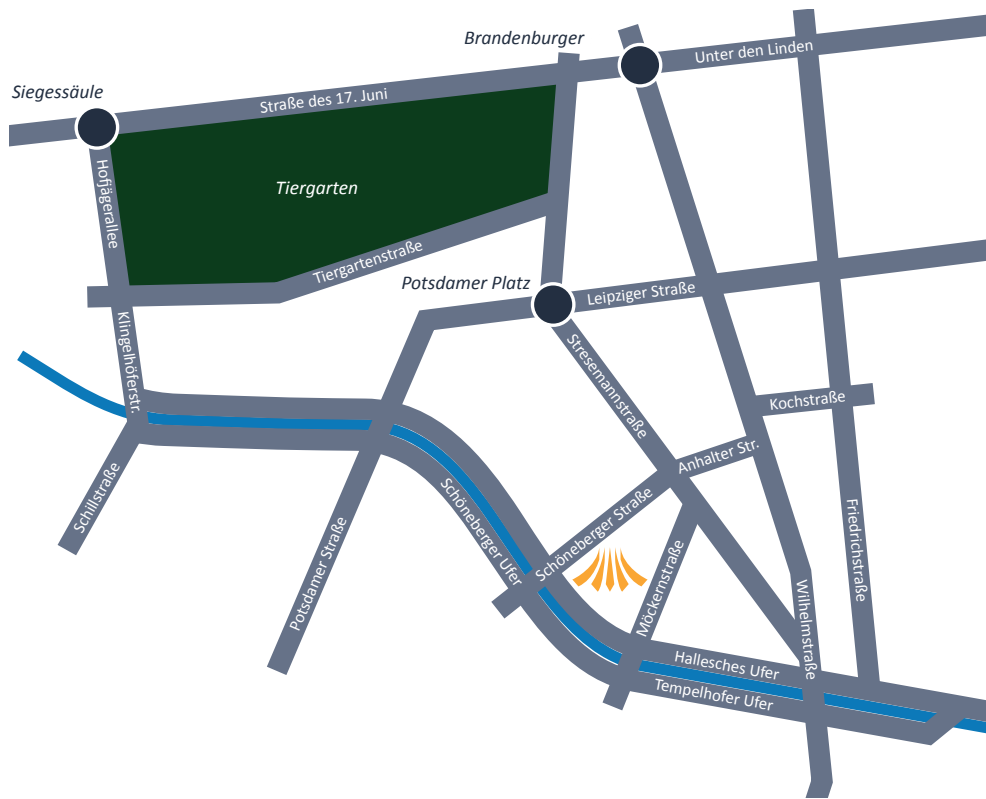 Brandenburger
Unter den Linden
Siegessäule
Straße des 17. Juni
Hofjägerallee
Tiergarten
Tiergartenstraße
Potsdamer Platz
Leipziger Straße
Klingelhöferstr.
Stresemannstraße
Kochstraße
Anhalter Str.
Schillstraße
Potsdamer Straße
Schöneberger Ufer
Schöneberger Straße
Friedrichstraße
Möckernstraße
Wilhelmstraße
Hallesches Ufer
Tempelhofer Ufer